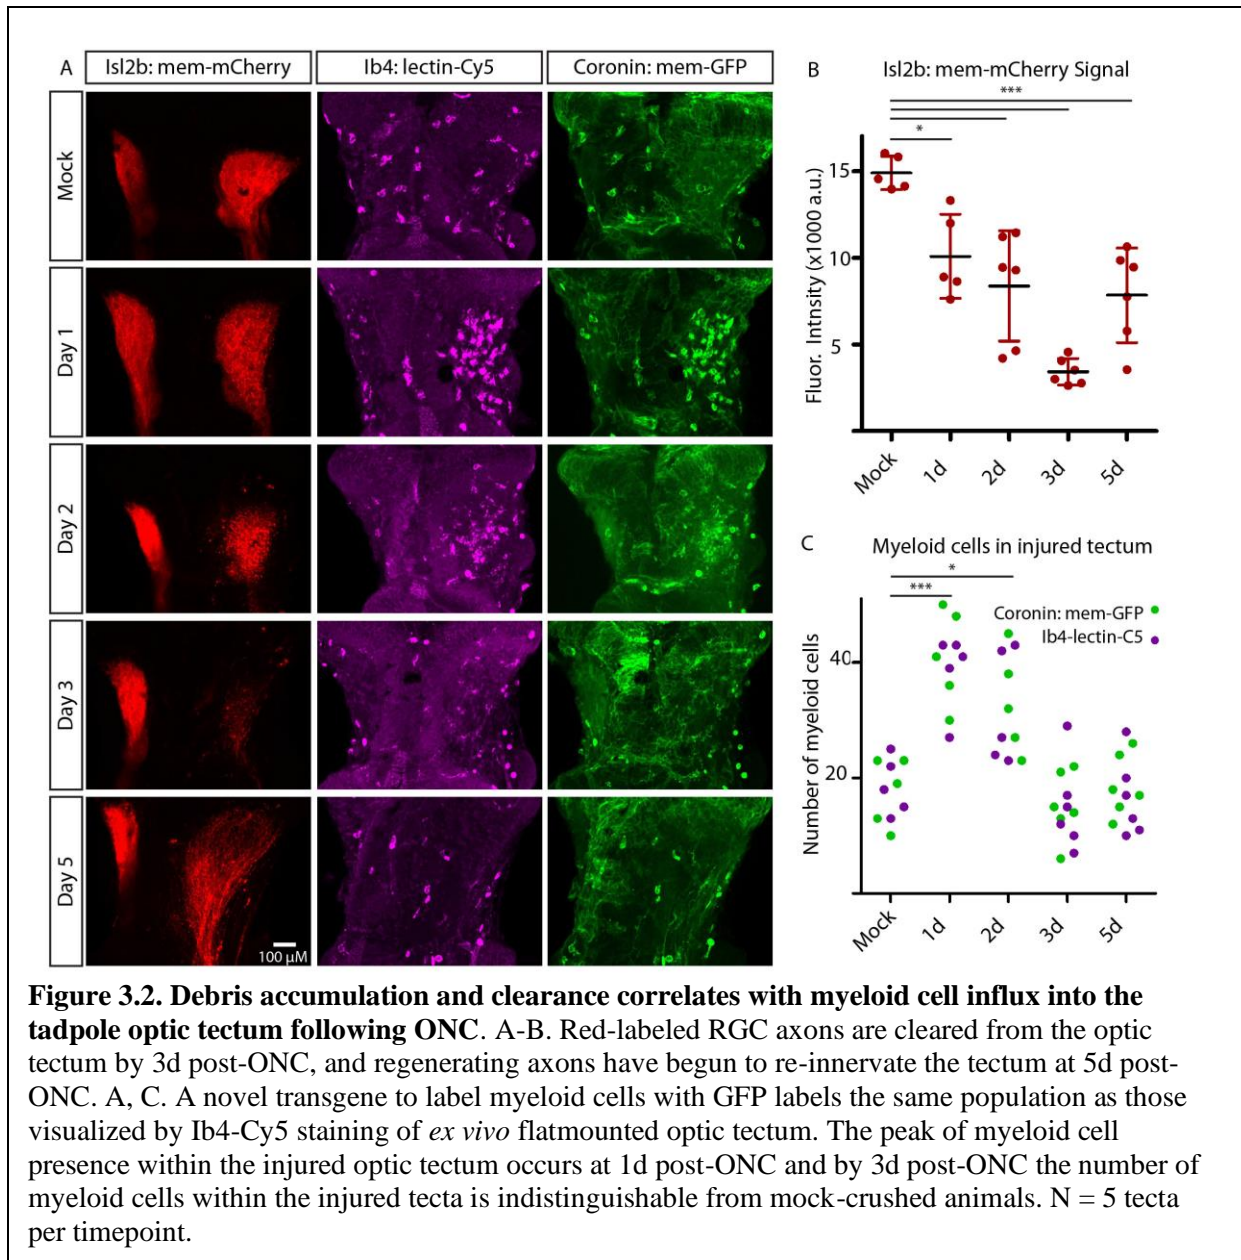 A
Isl2b: mem-mCherry
Ib4: lectin-Cy5
Coronin: mem-GFP
Mock
Day 1
Day 2
Day 3
Day 5
100 µM
B
Isl2b: mem-mCherry Signal
***
*
Fluor. Intnsity (x1000 a.u.)
15
10
5
Mock
1d
2d
3d
5d
C
Myeloid cells in injured tectum
*
***
Coronin: mem-GFP
Ib4-lectin-C5
Number of myeloid cells
40
20
Mock
1d
2d
3d
5d
Figure 3.2. Debris accumulation and clearance correlates with myeloid cell influx into the
tadpole optic tectum following ONC. A-B. Red-labeled RGC axons are cleared from the optic
tectum by 3d post-ONC, and regenerating axons have begun to re-innervate the tectum at 5d post-
ONC. A, C. A novel transgene to label myeloid cells with GFP labels the same population as those
visualized by Ib4-Cy5 staining of ex vivo flatmounted optic tectum. The peak of myeloid cell
presence within the injured optic tectum occurs at 1d post-ONC and by 3d post-ONC the number of
myeloid cells within the injured tecta is indistinguishable from mock-crushed animals. N = 5 tecta
per timepoint.